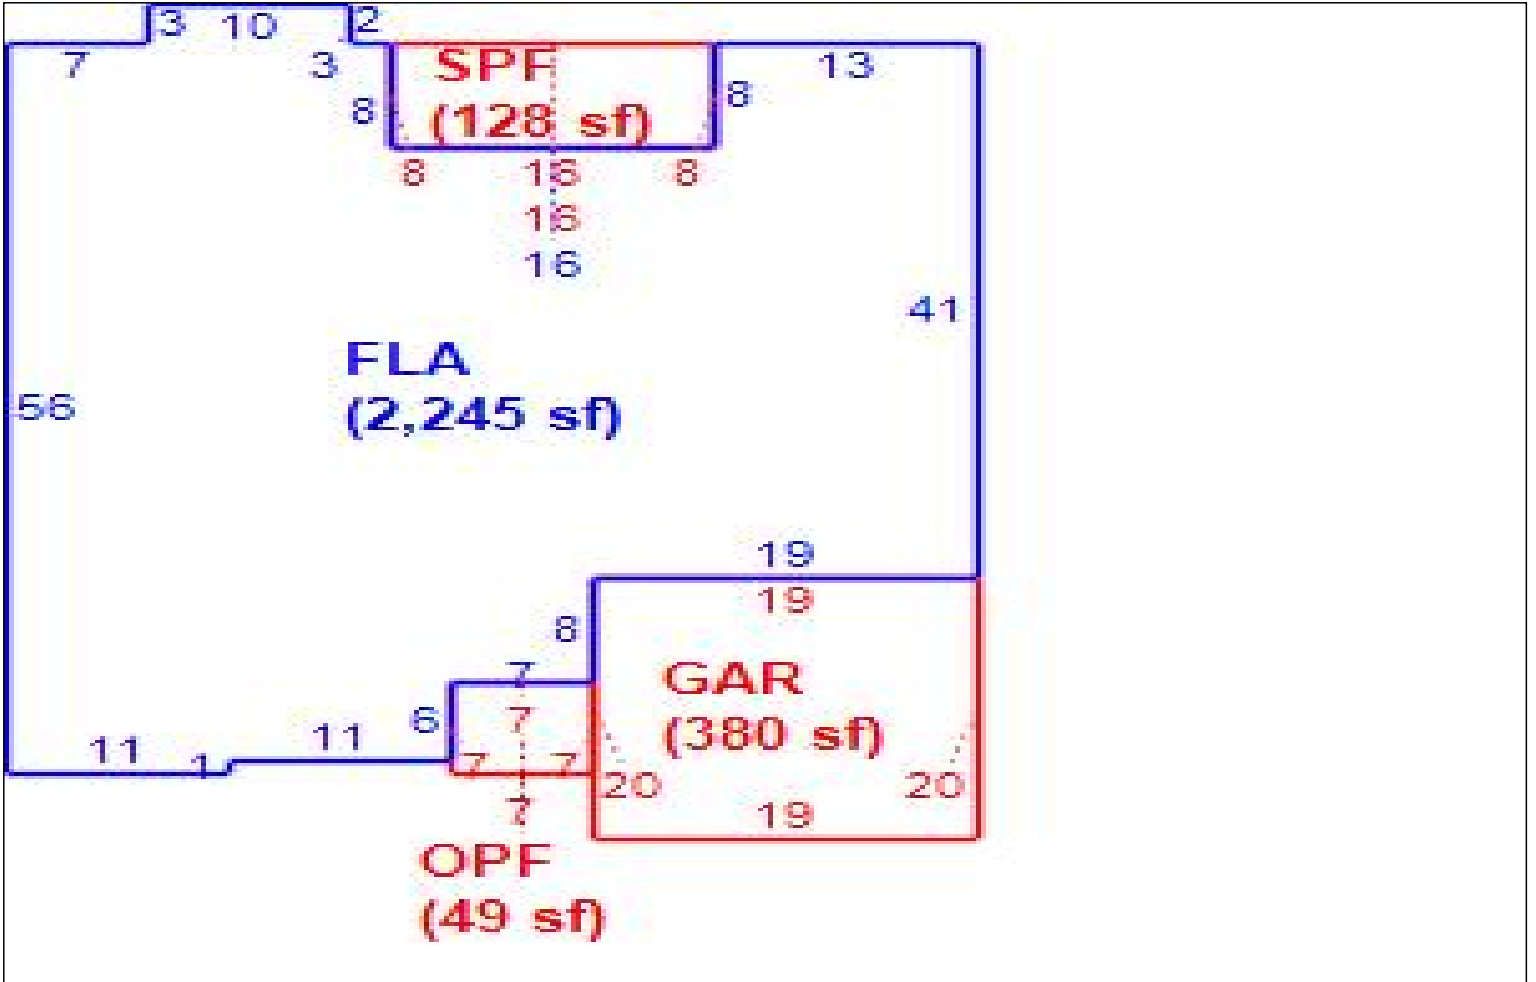 3 10 2
7 3 13
SPF
8 (128 sf) 8
8 16 8
16
16
41
FLA
(2,245 sf)
56
19
19
8
7
GAR
6 7 (380 sf)
11 1 11 7 7
20 20
7 19
OPF
(49 sf)